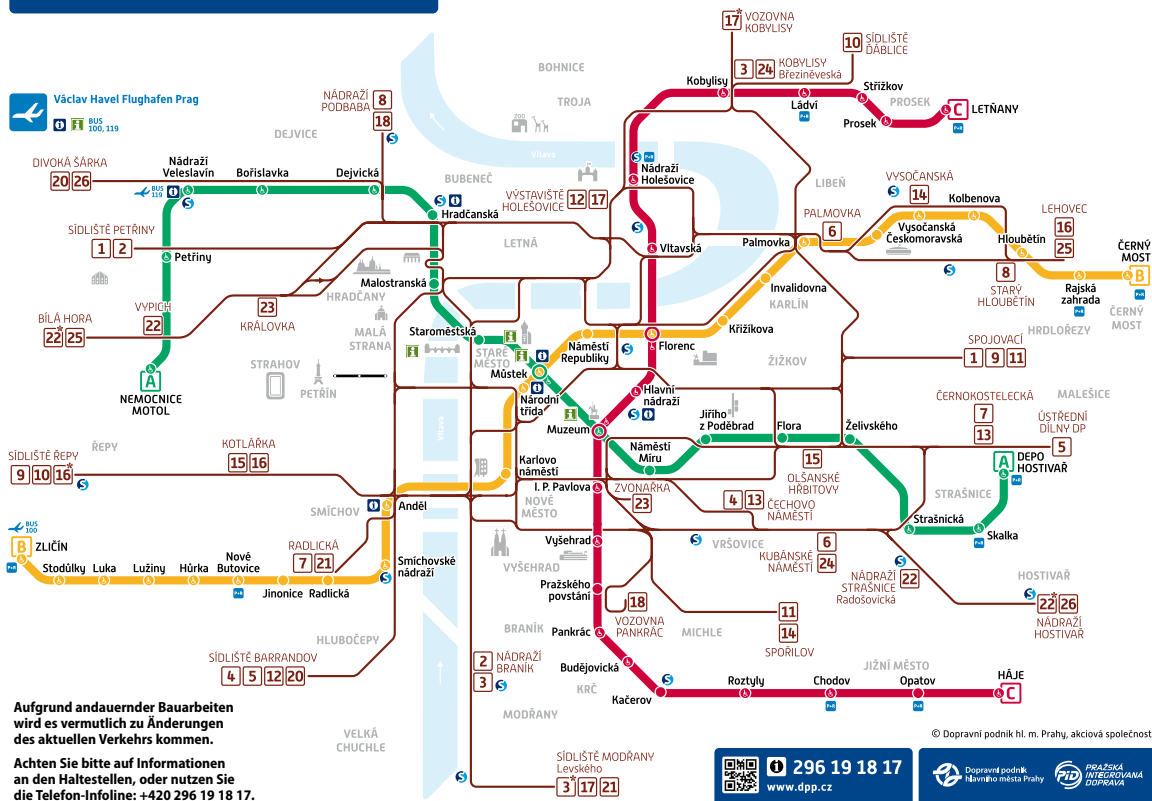 17*
VOZOVNA
KOBYLISY
10
SÍDLIŠTĚ
ĎÁBLICE
3 24
KOBYLISY
Březiněveská
BOHNICE
TROJA
ZOO
Kobylisy
Ládví
P+R
Střížkov
PROSEK
Prosek
C LETŇANY
P+R
Václav Havel Flughafen Prag
BUS
100, 119
NÁDRAŽÍ
PODBABA
8
18
S
DEJVICE
Vltava
DIVOKÁ ŠÁRKA
20 26
Nádraží
Veleslavín
BUS
119
S
Bořislavka
Dejvická
BUBENEČ
S
Hradčanská
VÝSTAVIŠTĚ
HOLEŠOVICE
12 17
S P+R
Nádraží
Holešovice
S
Vltavská
LIBEŇ
VYSOČANSKÁ
S
14
Kolbenova
PALMOVKA
6
Palmovka
Vysočanská
Českomoravská
Hloubětín
LEHOVEC
16
25
S
8
STARÝ
HLOUBĚTÍN
ČERNÝ
MOST
B
P+R
Rajská
zahrada
P+R
ČERNÝ
MOST
HRDLOŘEZY
SÍDLIŠTĚ PETŘINY
1 2
Petřiny
LETNÁ
Malostranská
HRADČANY
Invalidovna
KARLÍN
Křižíkova
VYPICH
22
BÍLÁ HORA
22* 25
23
KRÁLOVKA
MALÁ
STRANA
Staroměstská
STARÉ
MĚSTO
Náměstí
Republiky
S
Florenc
ŽIŽKOV
SPOJOVACÍ
1 9 11
STRAHOV
PETŘÍN
A
NEMOCNICE
MOTOL
Můstek
Národní
třída
Hlavní
nádraží
S
Muzeum
Vltava
ČERNOKOSTELECKÁ
7
13
MALEŠICE
ÚSTŘEDNÍ
DÍLNY DP
5
Jiřího
z Poděbrad
Flora
Želivského
Náměstí
Míru
15
OLŠANSKÉ
HŘBITOVY
A DEPO
HOSTIVAŘ
P+R
ŘEPY
KOTLÁŘKA
15 16
SÍDLIŠTĚ ŘEPY
9 10 16*
S
Karlovo
náměstí
NOVÉ
MĚSTO
I. P. Pavlova
ZVONAŘKA
23
4 13
ČECHOVO
NÁMĚSTÍ
STRAŠNICE
Strašnická
Skalka
P+R
SMÍCHOV
Anděl
BUS
100
B ZLIČÍN
P+R
Stodůlky
Luka
Lužiny
Hůrka
Nové
Butovice
P+R
RADLICKÁ
7 21
Jinonice
Radlická
Smíchovské
nádraží
S
Vyšehrad
VYŠEHRAD
S
VRŠOVICE
6
24
KUBÁNSKÉ
NÁMĚSTÍ
S
22
NÁDRAŽÍ
STRAŠNICE
Radošovická
HOSTIVAŘ
S
22* 26
NÁDRAŽÍ
HOSTIVAŘ
Pražského
povstání
18
VOZOVNA
PANKRÁC
11
14
SPOŘILOV
BRANÍK
Pankrác
MICHLE
HLUBOČEPY
SÍDLIŠTĚ BARRANDOV
4 5 12 20
2
3
NÁDRAŽÍ
BRANÍK
S
Budějovická
KRČ
Kačerov
S
Roztyly
JIŽNÍ MĚSTO
Chodov
P+R
Opatov
P+R
HÁJE
C
MODŘANY
VELKÁ
CHUCHLE
S
SÍDLIŠTĚ MODŘANY
Levského
3* 17 21
Aufgrund andauernder Bauarbeiten
wird es vermutlich zu Änderungen
des aktuellen Verkehrs kommen.
Achten Sie bitte auf Informationen
an den Haltestellen, oder nutzen Sie
die Telefon-Infoline: +420 296 19 18 17.
© Dopravní podnik hl. m. Prahy, akciová společnost
296 19 18 17
www.dpp.cz
Dopravní podnik
hlavního města Prahy
PID
PRAŽSKÁ
INTEGROVANÁ
DOPRAVA